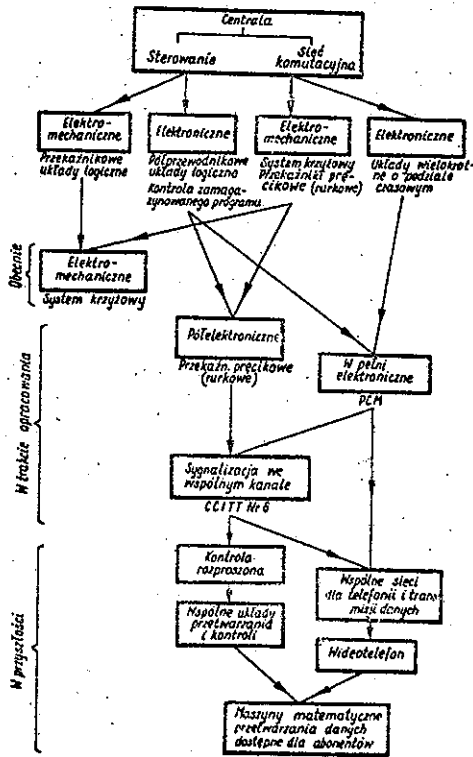 Centrala
Sterowanie
Sieć
komutacyjna
Elektro-
mechaniczne
Przekaźnikowe
układy logiczne
Elektroniczne
Półprzewodnikowe
układy logiczne
Kontrola zamaga-
zynowanego programu
Elektro-
mechaniczne
System krzyżowy
Przekaźniki prę-
cikowe (rurkowe)
Elektroniczne
Układy wielokrot-
ne o podziale
czasowym
Obecnie
Elektro-
mechaniczne
System krzyżowy
W trakcie opracowania
Półelektroniczne
Przekaźn. pręcikowe
(rurkowe)
W pełni
elektroniczne
PCM
Sygnalizacja we
wspólnym kanale
CCITT Nr 6
W przyszłości
Kontrola
rozproszona
Wspólne układy
przetwarzania
i kontroli
Wspólne sieci
dla telefonii i trans-
misji danych
Wideotelefon
Maszyny matematyczne
przetwarzania danych
dostępne dla abonentów